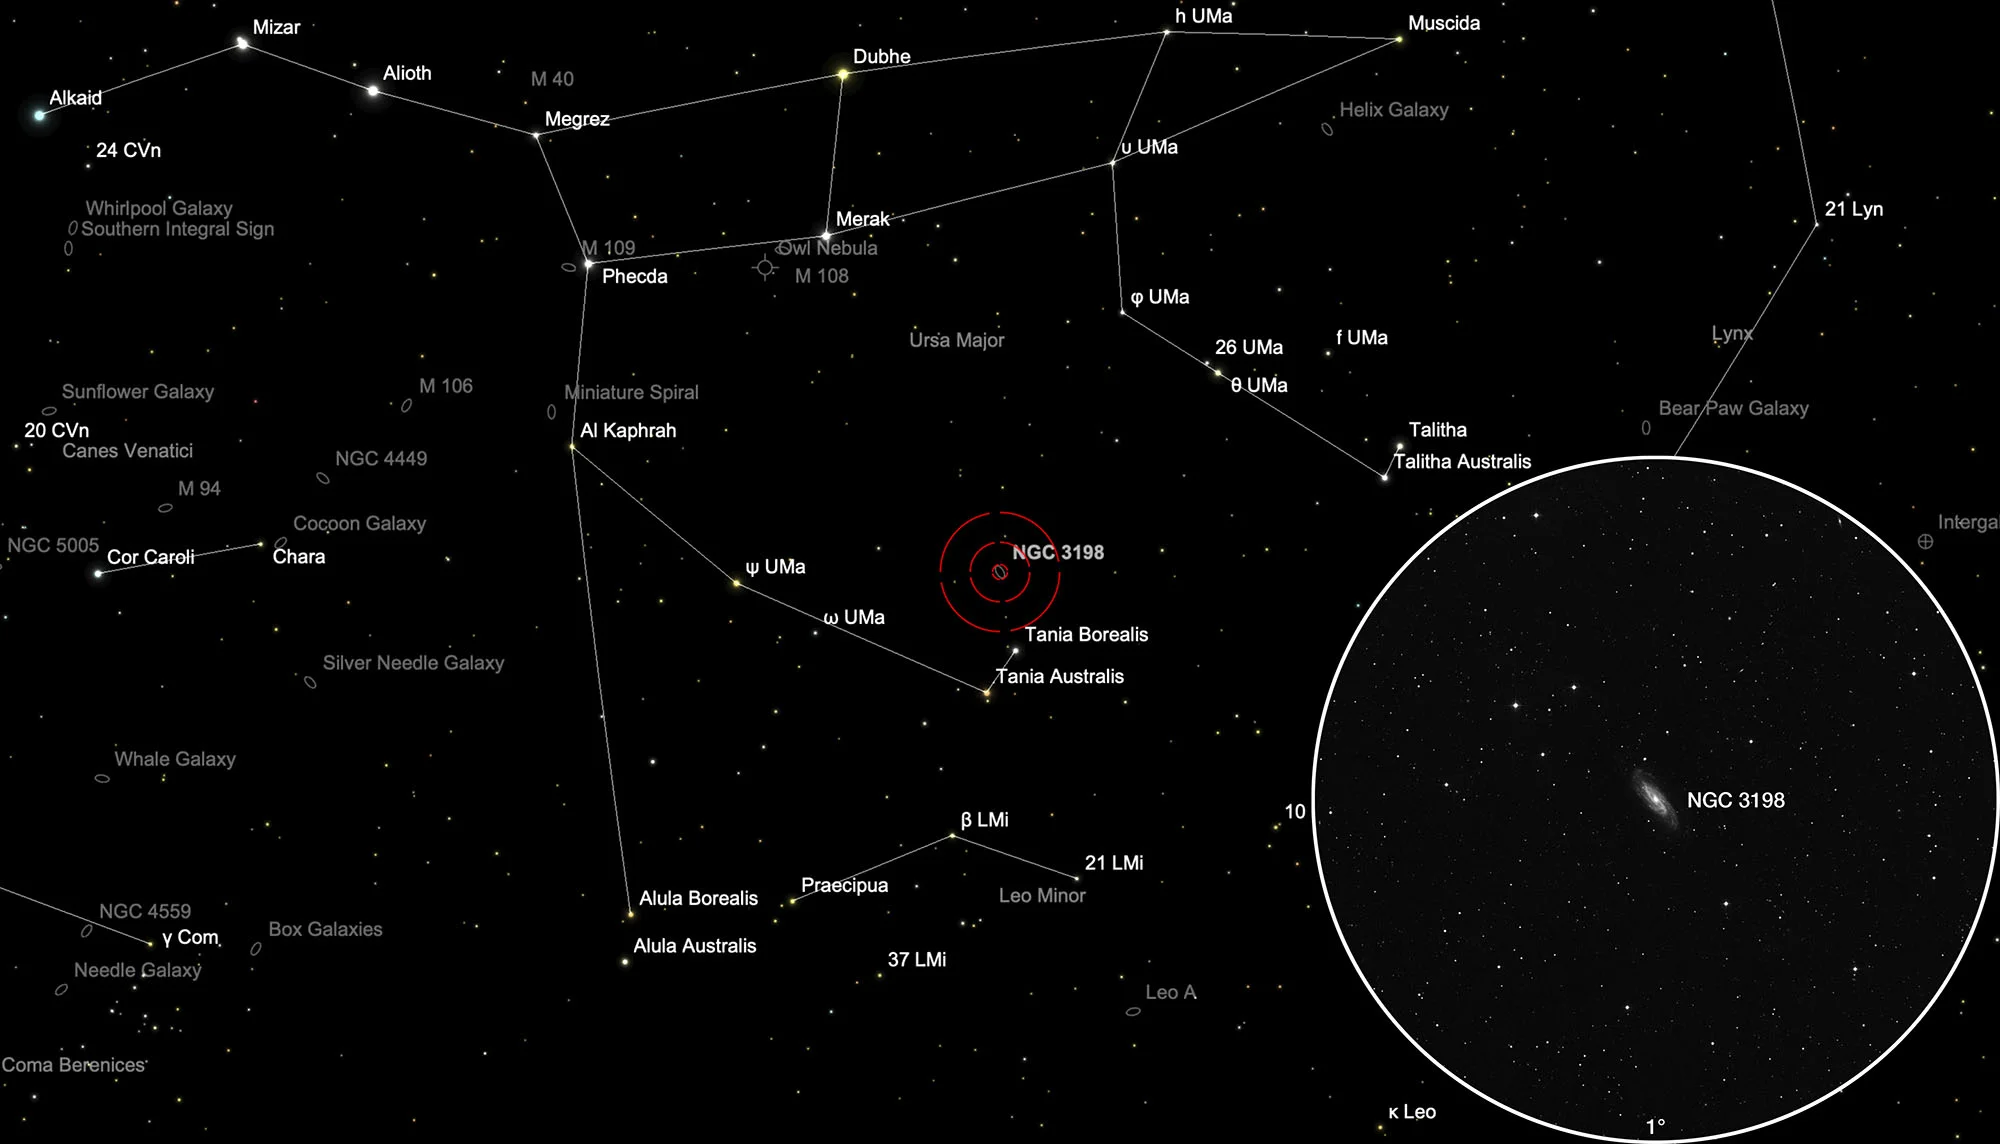 h UMa
Muscida
Mizar
Dubhe
Alioth
M 40
Alkaid
Helix Galaxy
Megrez
24 CVn
υ UMa
Whirlpool Galaxy
21 Lyn
Merak
Southern Integral Sign
M 109
Owl Nebula
Phecda
M 108
φ UMa
Lynx
f UMa
Ursa Major
26 UMa
θ UMa
M 106
Sunflower Galaxy
Miniature Spiral
Bear Paw Galaxy
20 CVn
Al Kaphrah
Talitha
Canes Venatici
NGC 4449
Talitha Australis
M 94
Cocoon Galaxy
Interga
NGC 5005
Cor Caroli
Chara
NGC 3198
ψ UMa
ω UMa
Tania Borealis
Silver Needle Galaxy
Tania Australis
Whale Galaxy
NGC 3198
10
β LMi
21 LMi
Praecipua
Leo Minor
Alula Borealis
NGC 4559
Box Galaxies
γ Com
Alula Australis
37 LMi
Needle Galaxy
Leo A
Coma Berenices
κ Leo
1°